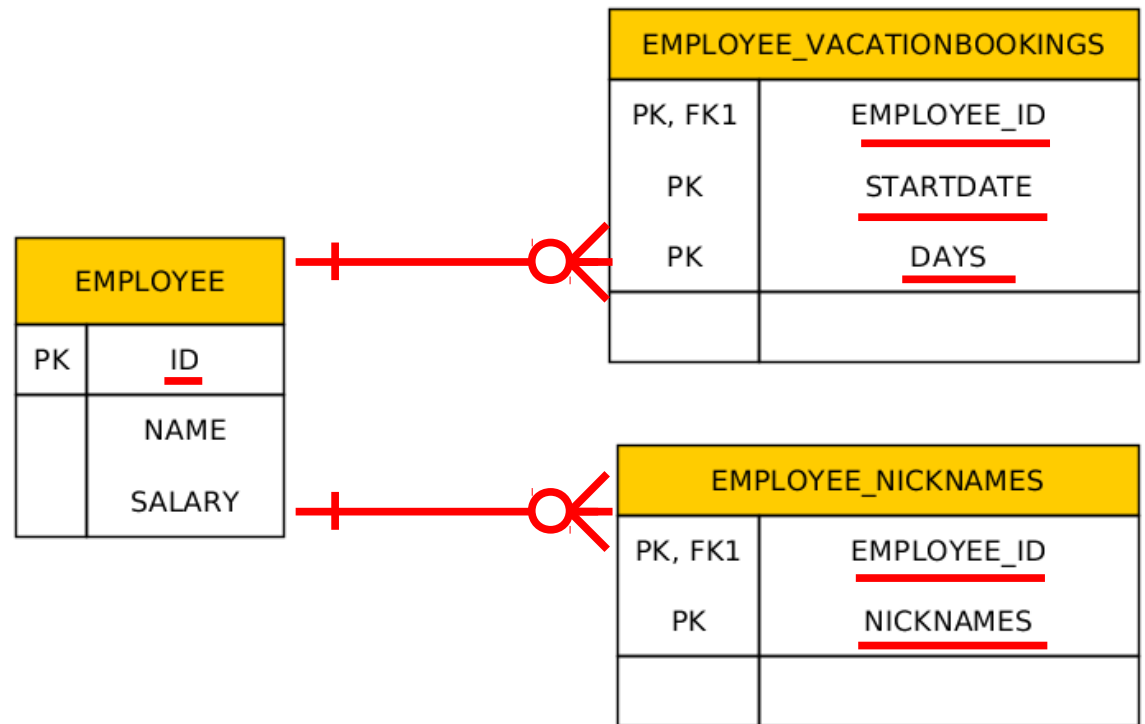 EMPLOYEE_VACATIONBOOKINGS
PK, FK1 EMPLOYEE_ID
PK STARTDATE
PK DAYS
EMPLOYEE
PK ID
NAME
SALARY
EMPLOYEE_NICKNAMES
PK, FK1 EMPLOYEE_ID
PK NICKNAMES